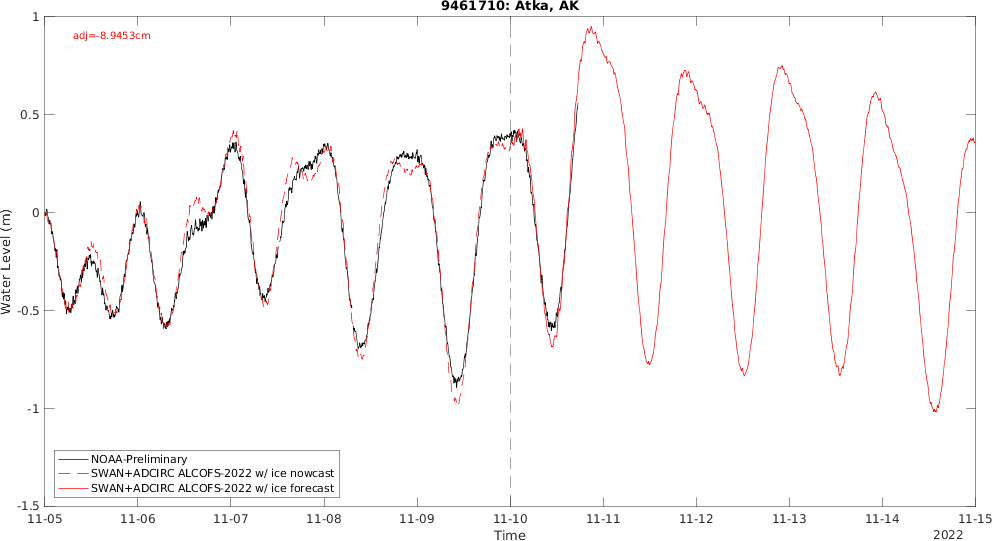 9461710: Atka, AK
adj=-8.9453cm
1
0.5
0
-0.5
-1
-1.5
Water Level (m)
NOAA-Preliminary
SWAN+ADCIRC ALCOFS-2022 w/ ice nowcast
SWAN+ADCIRC ALCOFS-2022 w/ ice forecast
11-05 11-06 11-07 11-08 11-09 11-10 11-11 11-12 11-13 11-14 11-15
Time
2022